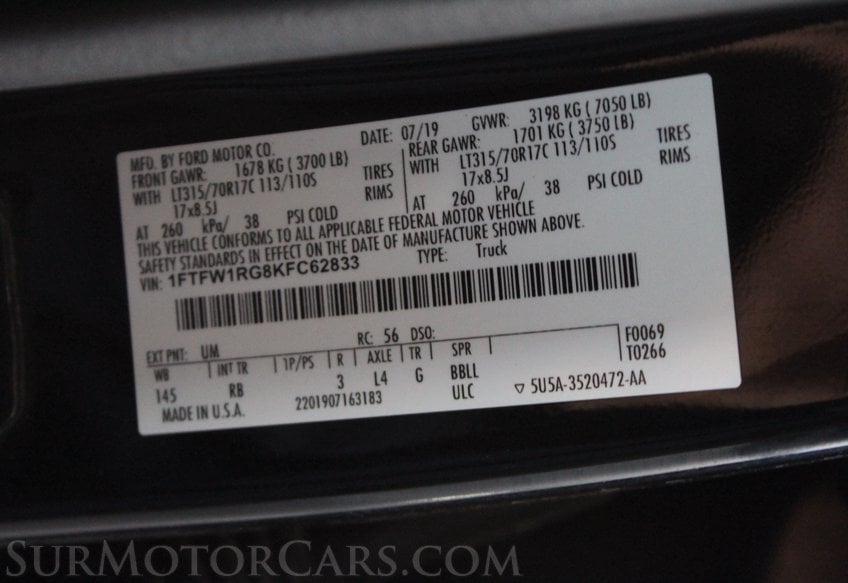 MFD. BY FORD MOTOR CO. DATE: 07/19 GVWR: 3198 KG ( 7050 LB)
FRONT GAWR: 1678 KG ( 3700 LB) REAR GAWR: 1701 KG ( 3750 LB)
WITH LT315/70R17C 113/110S TIRES WITH LT315/70R17C 113/110S TIRES
17x8.5J RIMS 17x8.5J RIMS
AT 260 kPa/ 38 PSI COLD AT 260 kPa/ 38 PSI COLD
THIS VEHICLE CONFORMS TO ALL APPLICABLE FEDERAL MOTOR VEHICLE
SAFETY STANDARDS IN EFFECT ON THE DATE OF MANUFACTURE SHOWN ABOVE.
VIN: 1FTFW1RG8KFC62833 TYPE: Truck
EXT PNT: UM RC: 56 DSO: F0069
WB INT TR TP/PS R AXLE TR SPR T0266
145 RB 3 L4 G BBLL
MADE IN U.S.A. 2201907163183 ULC ▽ 5U5A-3520472-AA
SURMOTORCARS.COM